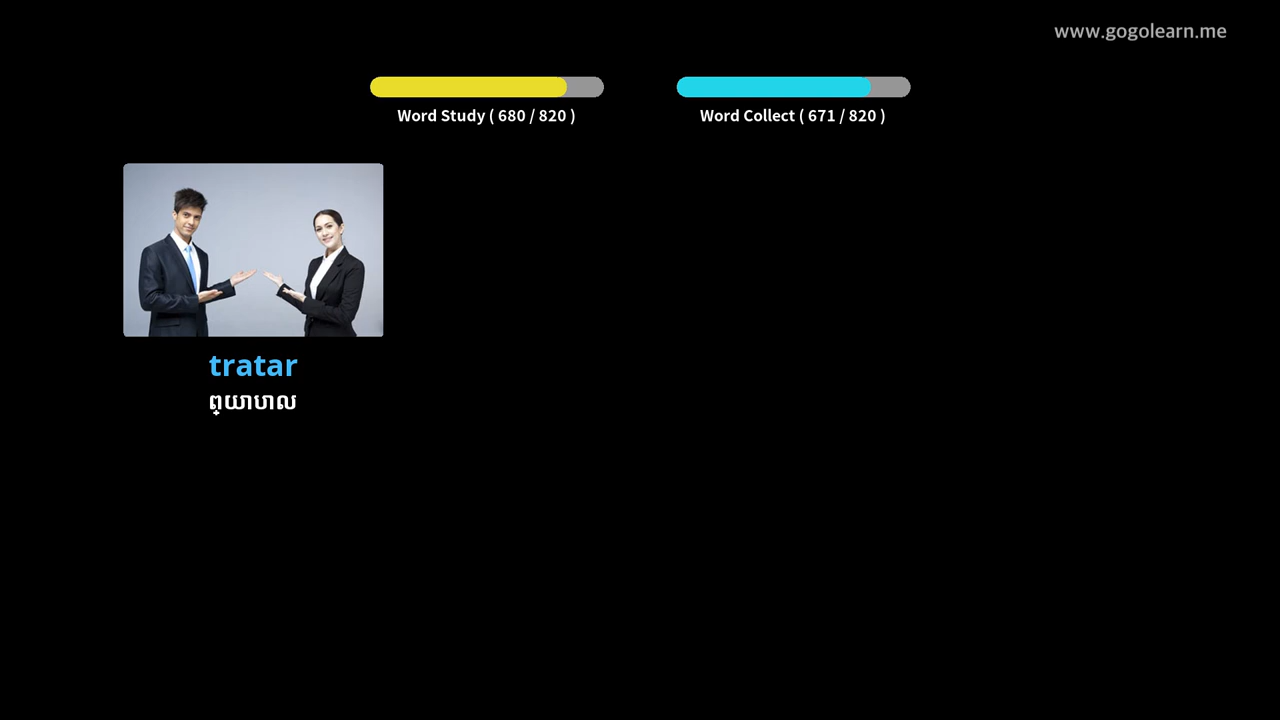 www.gogolearn.me
Word Study ( 680 / 820 )
Word Collect ( 671 / 820 )
tratar
ព្យាបាល